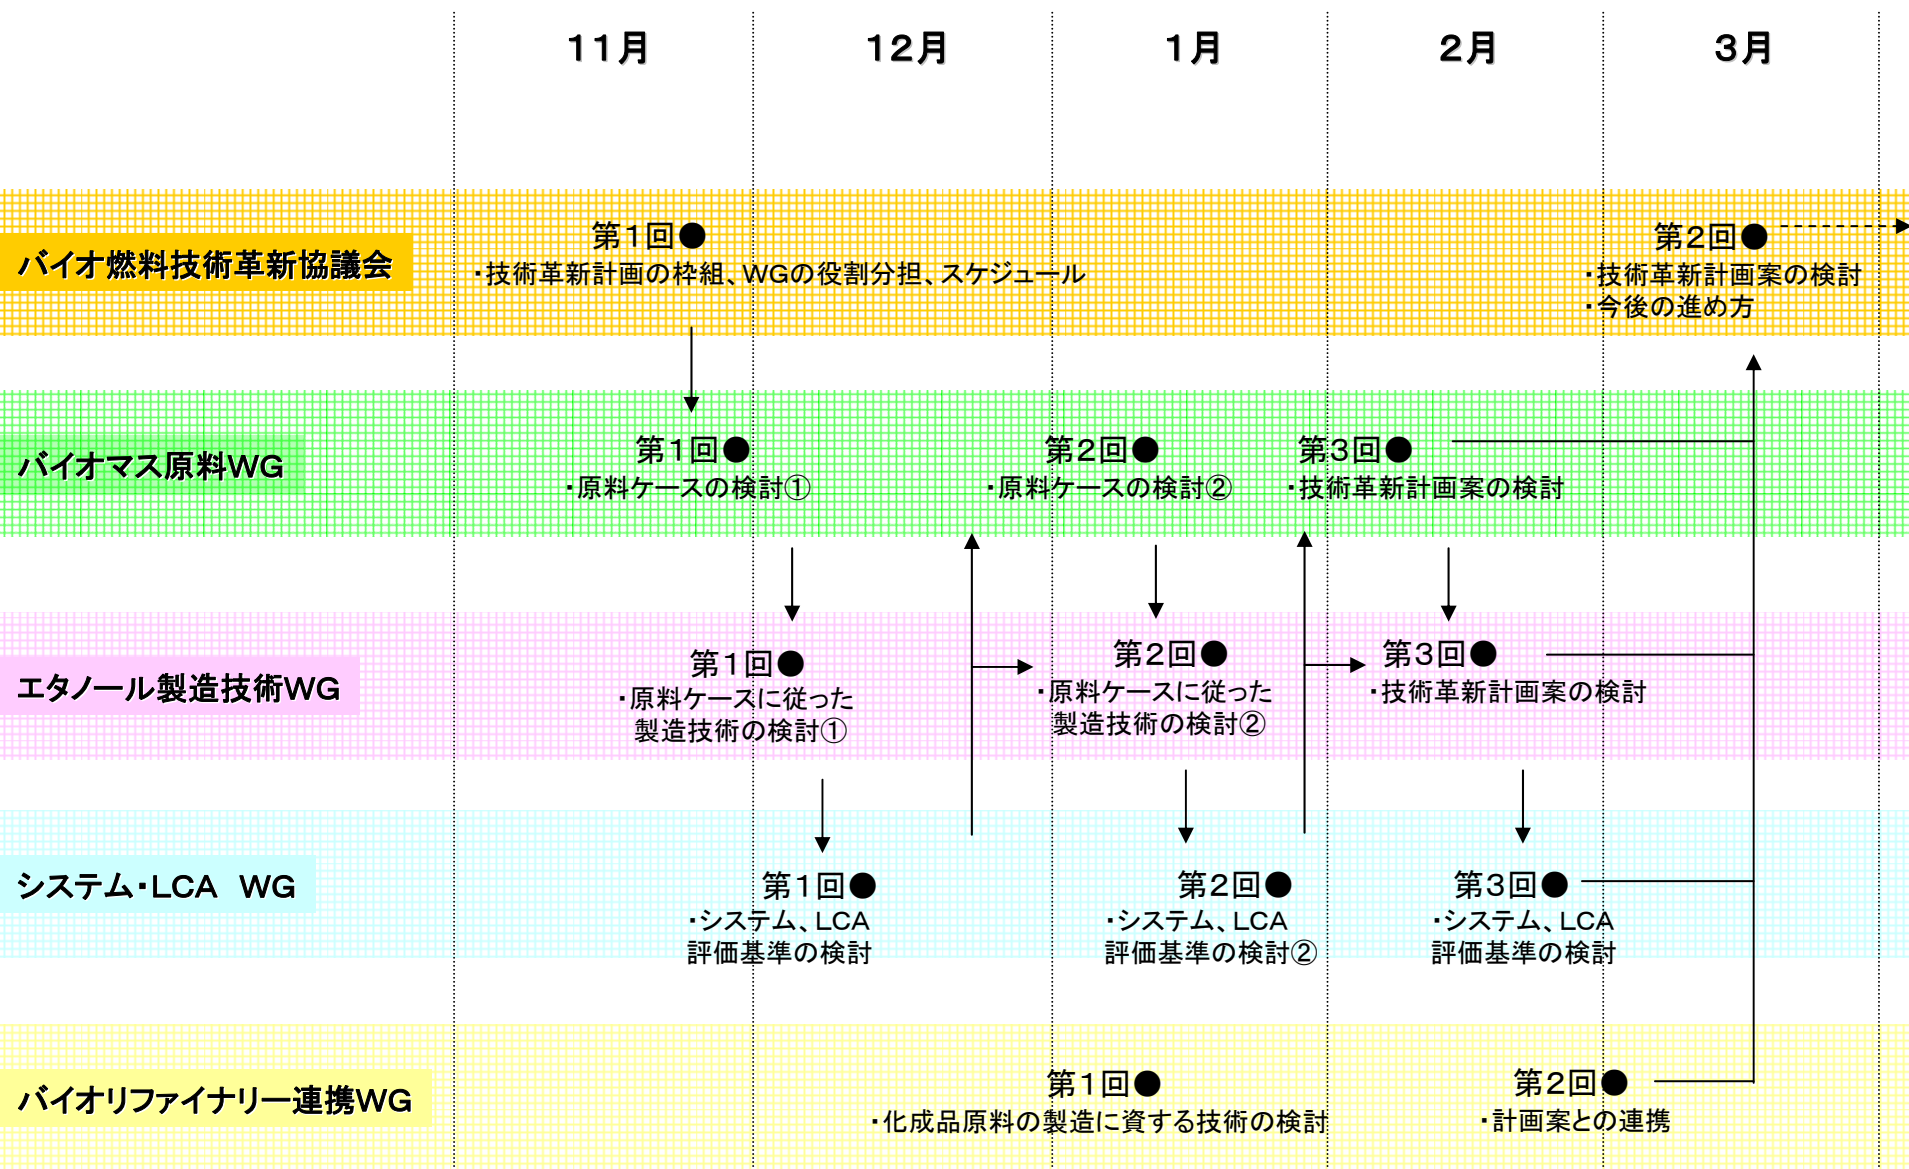 11月
12月
1月
2月
3月
バイオ燃料技術革新協議会
第1回●
・技術革新計画の枠組、WGの役割分担、スケジュール
第2回●
・技術革新計画案の検討
・今後の進め方
バイオマス原料WG
第1回●
・原料ケースの検討①
第2回●
・原料ケースの検討②
第3回●
・技術革新計画案の検討
エタノール製造技術WG
第1回●
・原料ケースに従った
製造技術の検討①
第2回●
・原料ケースに従った
製造技術の検討②
第3回●
・技術革新計画案の検討
システム・LCA　WG
第1回●
・システム、LCA
評価基準の検討
第2回●
・システム、LCA
評価基準の検討②
第3回●
・システム、LCA
評価基準の検討
バイオリファイナリー連携WG
第1回●
・化成品原料の製造に資する技術の検討
第2回●
・計画案との連携